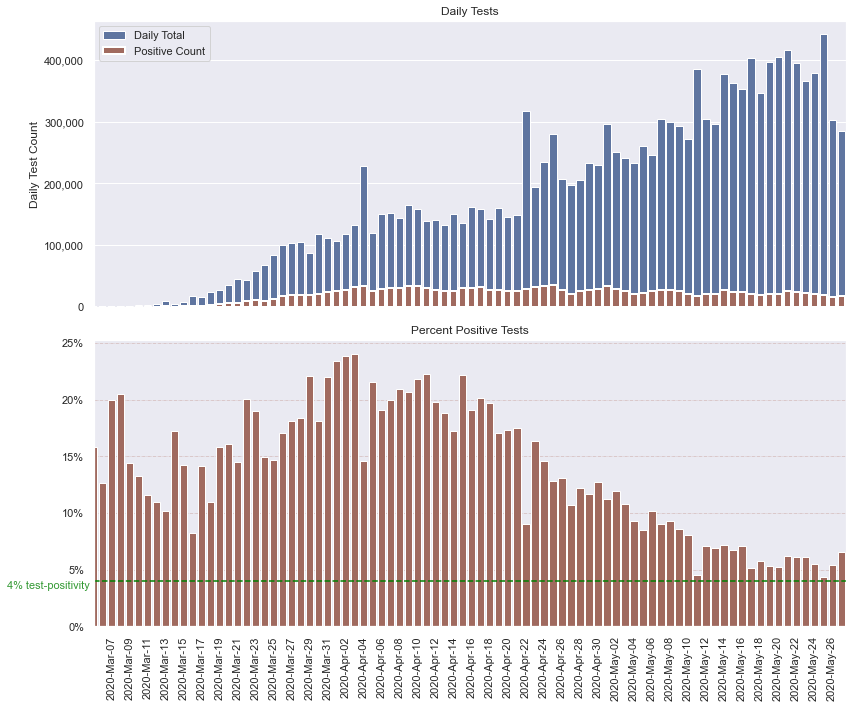 Daily Tests
Daily Total
Positive Count
400,000
300,000
200,000
100,000
0
Daily Test Count
Percent Positive Tests
25%
20%
15%
10%
5%
4% test-positivity
0%
2020-Mar-07
2020-Mar-09
2020-Mar-11
2020-Mar-13
2020-Mar-15
2020-Mar-17
2020-Mar-19
2020-Mar-21
2020-Mar-23
2020-Mar-25
2020-Mar-27
2020-Mar-29
2020-Mar-31
2020-Apr-02
2020-Apr-04
2020-Apr-06
2020-Apr-08
2020-Apr-10
2020-Apr-12
2020-Apr-14
2020-Apr-16
2020-Apr-18
2020-Apr-20
2020-Apr-22
2020-Apr-24
2020-Apr-26
2020-Apr-28
2020-Apr-30
2020-May-02
2020-May-04
2020-May-06
2020-May-08
2020-May-10
2020-May-12
2020-May-14
2020-May-16
2020-May-18
2020-May-20
2020-May-22
2020-May-24
2020-May-26